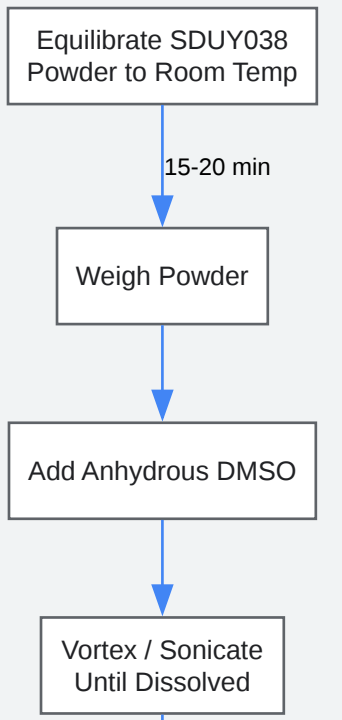 Equilibrate SDUY038
Powder to Room Temp
15-20 min
Weigh Powder
Add Anhydrous DMSO
Vortex / Sonicate
Until Dissolved